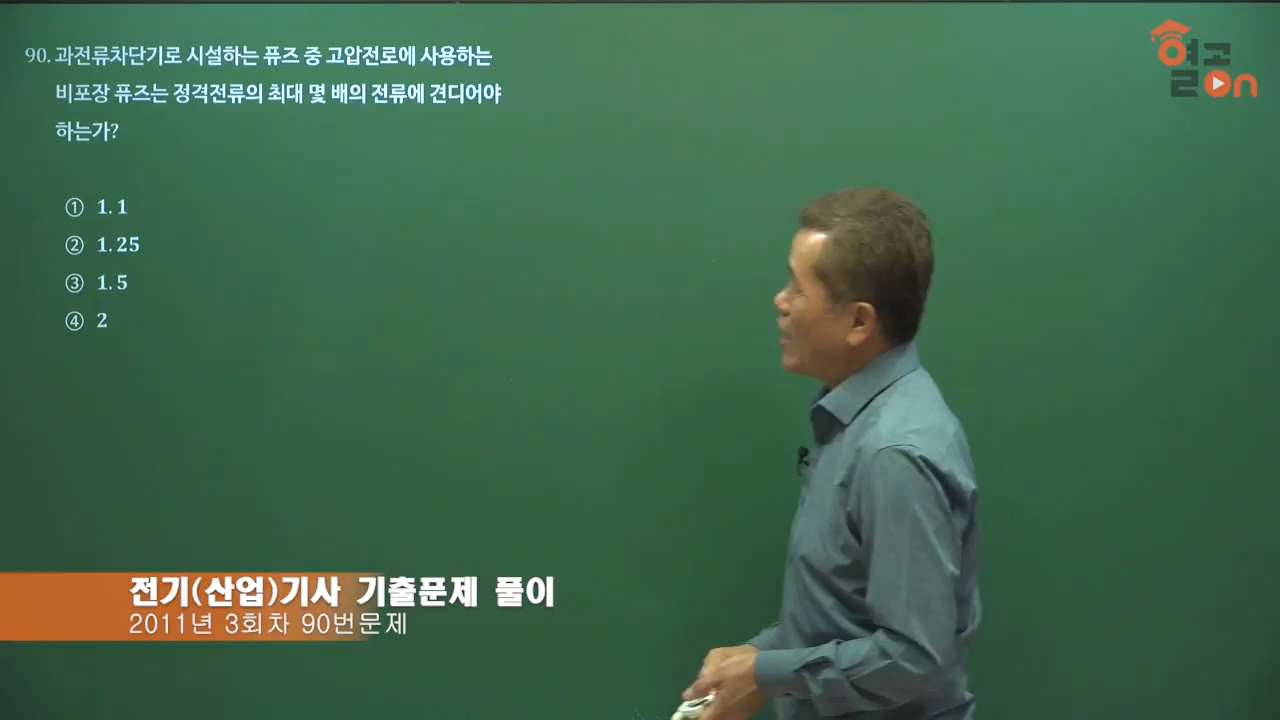 90. 과전류차단기로 시설하는 퓨즈 중 고압전로에 사용하는
비포장 퓨즈는 정격전류의 최대 몇 배의 전류에 견디어야
하는가?
① 1.1
② 1.25
③ 1.5
④ 2
열공on
전기(산업)기사 기출문제 풀이
2011년 3회차 90번문제